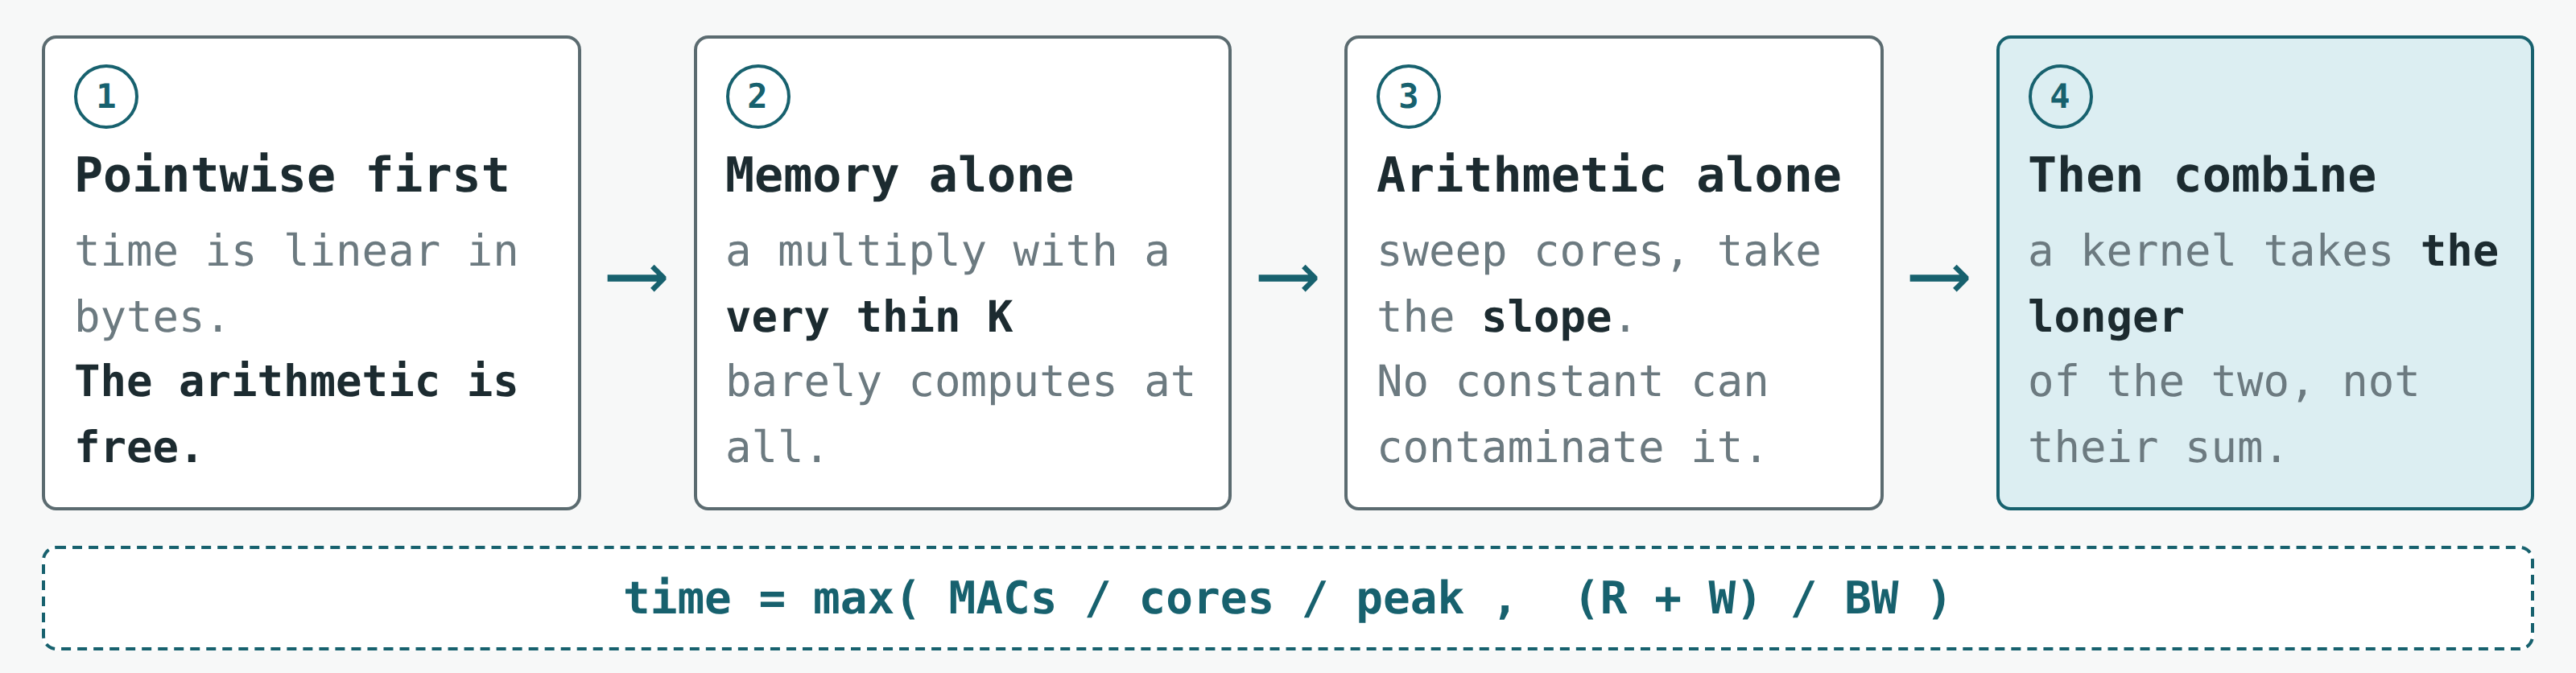 1
Pointwise first
time is linear in
bytes.
The arithmetic is
free.
→
2
Memory alone
a multiply with a
very thin K
barely computes at
all.
→
3
Arithmetic alone
sweep cores, take
the slope.
No constant can
contaminate it.
→
4
Then combine
a kernel takes the
longer
of the two, not
their sum.
time = max( MACs / cores / peak , (R + W) / BW )